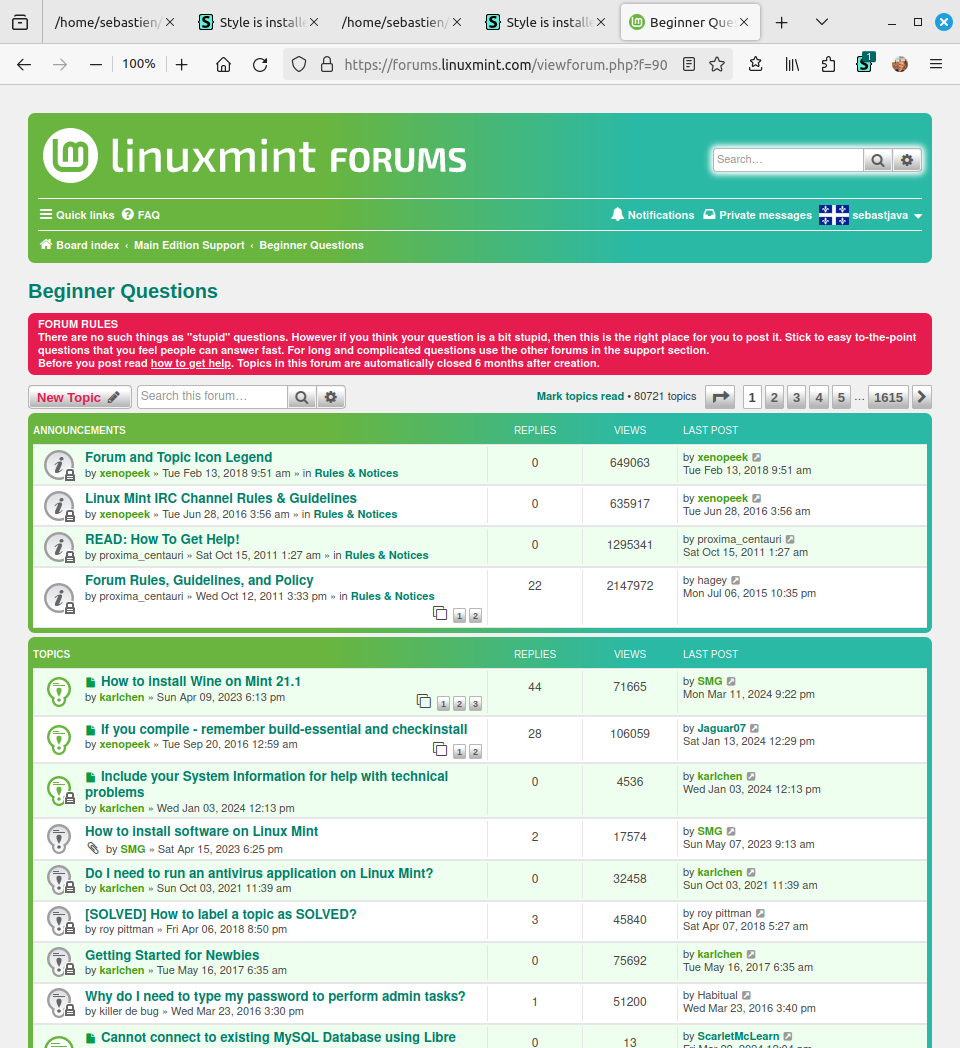 /home/sebastien/
Style is installe
/home/sebastien/
Style is installe
Beginner Ques
100%
https://forums.linuxmint.com/viewforum.php?f=90
1
linuxmint FORUMS
Search…
Quick links FAQ
Notifications Private messages sebastjava
Board index ‹ Main Edition Support ‹ Beginner Questions
Beginner Questions
FORUM RULES
There are no such things as "stupid" questions. However if you think your question is a bit stupid, then this is the right place for you to post it. Stick to easy to-the-point
questions that you feel people can answer fast. For long and complicated questions use the other forums in the support section.
Before you post read how to get help. Topics in this forum are automatically closed 6 months after creation.
New Topic Search this forum… Mark topics read • 80721 topics 1 2 3 4 5 … 1615
ANNOUNCEMENTS REPLIES VIEWS LAST POST
Forum and Topic Icon Legend
by xenopeek » Tue Feb 13, 2018 9:51 am » in Rules & Notices
0
649063
by xenopeek
Tue Feb 13, 2018 9:51 am
Linux Mint IRC Channel Rules & Guidelines
by xenopeek » Tue Jun 28, 2016 3:56 am » in Rules & Notices
0
635917
by xenopeek
Tue Jun 28, 2016 3:56 am
READ: How To Get Help!
by proxima_centauri » Sat Oct 15, 2011 1:27 am » in Rules & Notices
0
1295341
by proxima_centauri
Sat Oct 15, 2011 1:27 am
Forum Rules, Guidelines, and Policy
by proxima_centauri » Wed Oct 12, 2011 3:33 pm » in Rules & Notices
1 2
22
2147972
by hagey
Mon Jul 06, 2015 10:35 pm
TOPICS REPLIES VIEWS LAST POST
How to install Wine on Mint 21.1
by karlchen » Sun Apr 09, 2023 6:13 pm
1 2 3
44
71665
by SMG
Mon Mar 11, 2024 9:22 pm
If you compile - remember build-essential and checkinstall
by xenopeek » Tue Sep 20, 2016 12:59 am
1 2
28
106059
by Jaguar07
Sat Jan 13, 2024 12:29 pm
Include your System Information for help with technical
problems
by karlchen » Wed Jan 03, 2024 12:13 pm
0
4536
by karlchen
Wed Jan 03, 2024 12:13 pm
How to install software on Linux Mint
by SMG » Sat Apr 15, 2023 6:25 pm
2
17574
by SMG
Sun May 07, 2023 9:13 am
Do I need to run an antivirus application on Linux Mint?
by karlchen » Sun Oct 03, 2021 11:39 am
0
32458
by karlchen
Sun Oct 03, 2021 11:39 am
[SOLVED] How to label a topic as SOLVED?
by roy pittman » Fri Apr 06, 2018 8:50 pm
3
45840
by roy pittman
Sat Apr 07, 2018 5:27 am
Getting Started for Newbies
by karlchen » Tue May 16, 2017 6:35 am
0
75692
by karlchen
Tue May 16, 2017 6:35 am
Why do I need to type my password to perform admin tasks?
by killer de bug » Wed Mar 23, 2016 3:30 pm
1
51200
by Habitual
Wed Mar 23, 2016 3:40 pm
Cannot connect to existing MySQL Database using Libre
0
13
by ScarletMcLearn